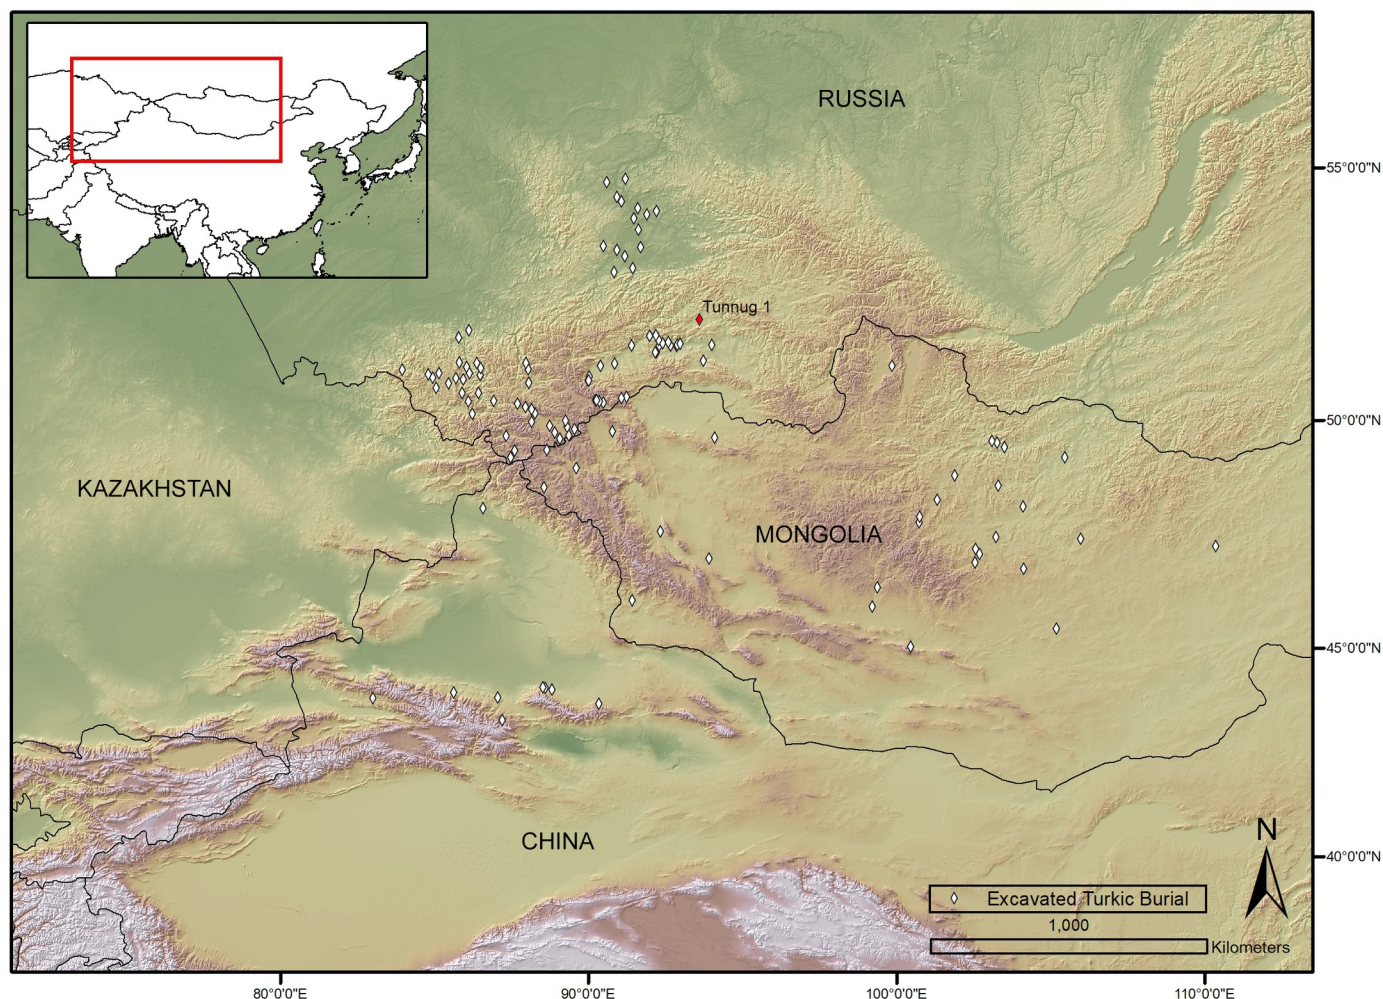 RUSSIA
55°0'0"N
Tunnug 1
50°0'0"N
KAZAKHSTAN
MONGOLIA
45°0'0"N
CHINA
N
40°0'0"N
Excavated Turkic Burial
1,000
Kilometers
80°0'0"E
90°0'0"E
100°0'0"E
110°0'0"E